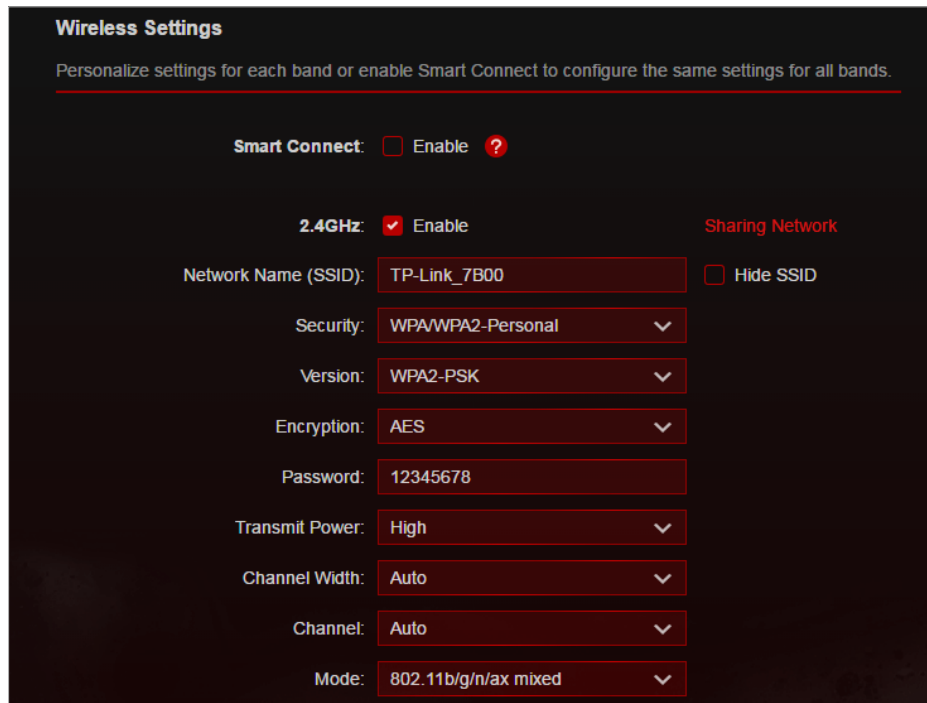 Wireless Settings
Personalize settings for each band or enable Smart Connect to configure the same settings for all bands.
Smart Connect: Enable ?
2.4GHz: Enable Sharing Network
Network Name (SSID): TP-Link_7B00 Hide SSID
Security: WPA/WPA2-Personal
Version: WPA2-PSK
Encryption: AES
Password: 12345678
Transmit Power: High
Channel Width: Auto
Channel: Auto
Mode: 802.11b/g/n/ax mixed